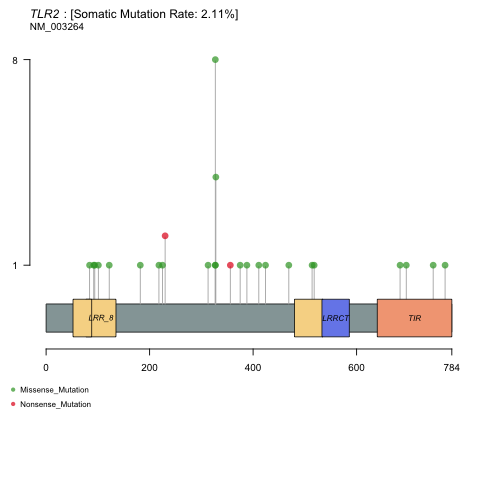 TLR2 : [Somatic Mutation Rate: 2.11%]
NM_003264
8
1
LRR_8
LRRCT
TIR
0
200
400
600
784
Missense_Mutation
Nonsense_Mutation